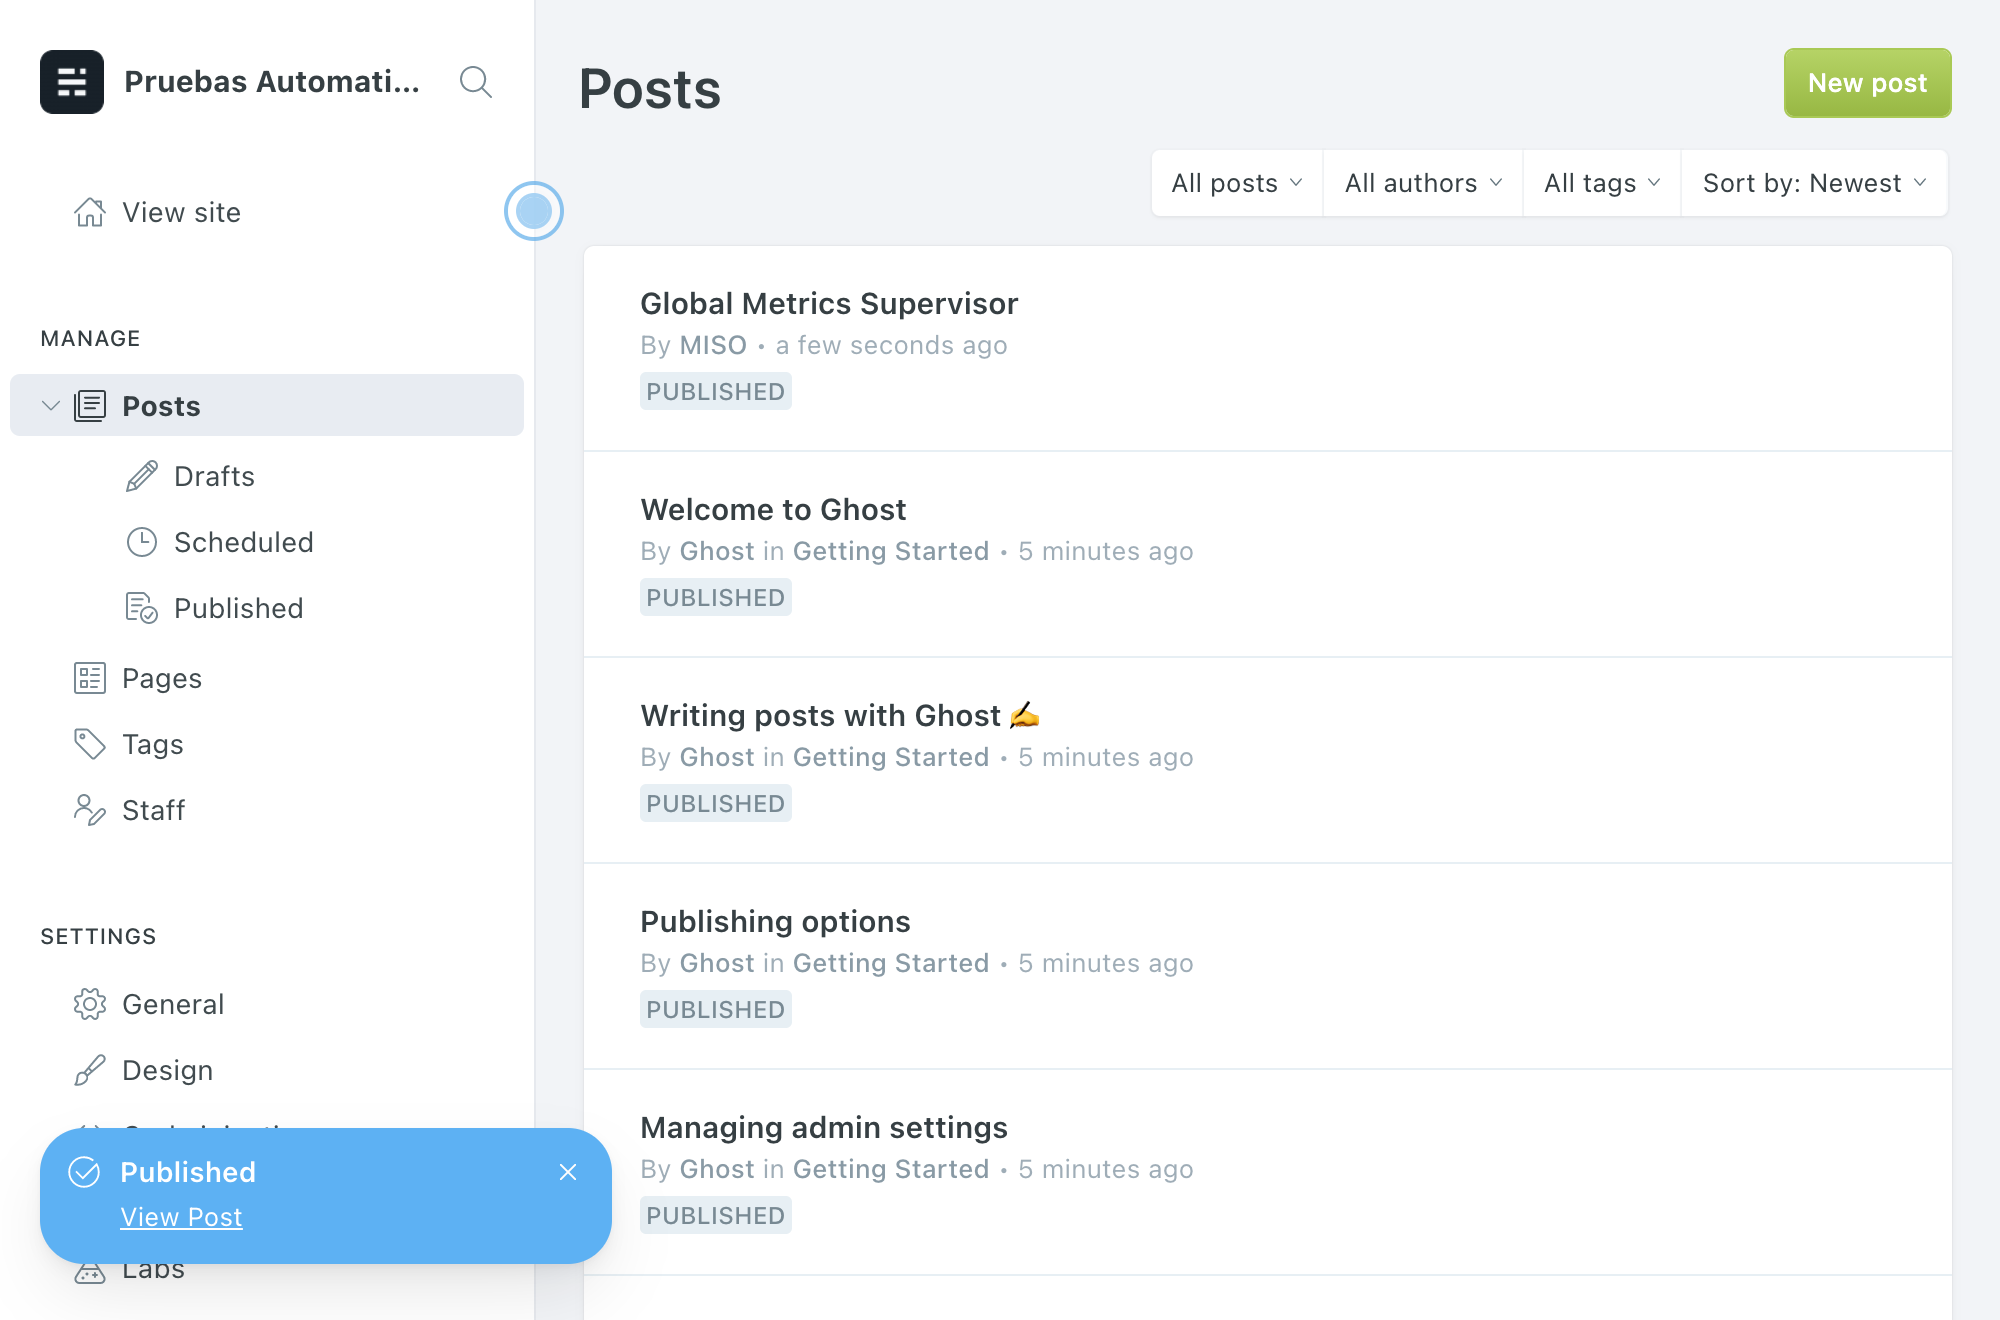 Pruebas Automati...
View site
MANAGE
Posts
Drafts
Scheduled
Published
Pages
Tags
Staff
SETTINGS
General
Design
Published
View Post
Labs
Posts
New post
All posts
All authors
All tags
Sort by: Newest
Global Metrics Supervisor
By MISO • a few seconds ago
PUBLISHED
Welcome to Ghost
By Ghost in Getting Started • 5 minutes ago
PUBLISHED
Writing posts with Ghost ✍️
By Ghost in Getting Started • 5 minutes ago
PUBLISHED
Publishing options
By Ghost in Getting Started • 5 minutes ago
PUBLISHED
Managing admin settings
By Ghost in Getting Started • 5 minutes ago
PUBLISHED